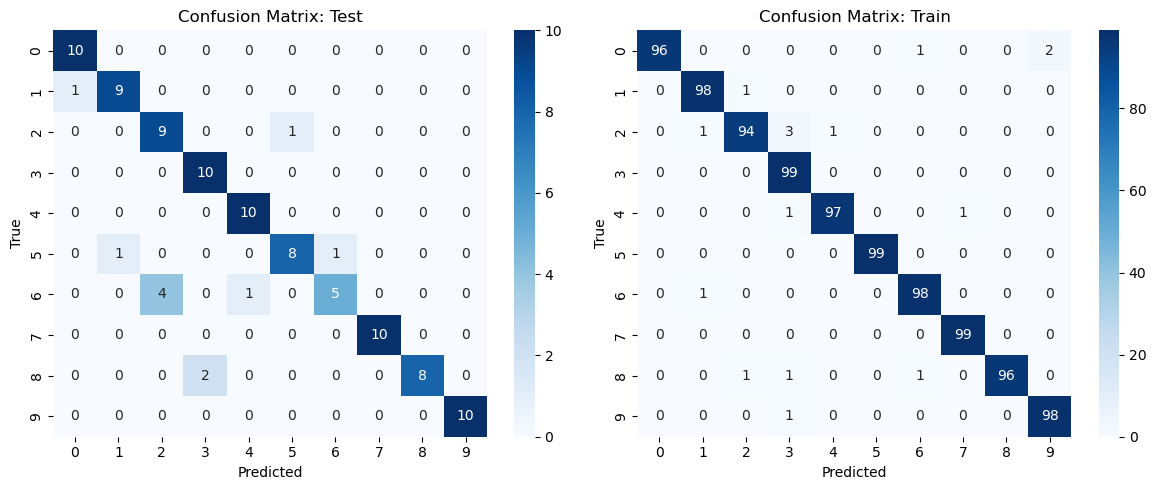 Confusion Matrix: Test
10 0 0 0 0 0 0 0 0 0
1 9 0 0 0 0 0 0 0 0
0 0 9 0 0 1 0 0 0 0
0 0 0 10 0 0 0 0 0 0
0 0 0 0 10 0 0 0 0 0
0 1 0 0 0 8 1 0 0 0
0 0 4 0 1 0 5 0 0 0
0 0 0 0 0 0 0 10 0 0
0 0 0 2 0 0 0 0 8 0
0 0 0 0 0 0 0 0 0 10
0 1 2 3 4 5 6 7 8 9
True
0 1 2 3 4 5 6 7 8 9
Predicted
10
8
6
4
2
0
Confusion Matrix: Train
96 0 0 0 0 0 1 0 0 2
0 98 1 0 0 0 0 0 0 0
0 1 94 3 1 0 0 0 0 0
0 0 0 99 0 0 0 0 0 0
0 0 0 1 97 0 0 1 0 0
0 0 0 0 0 99 0 0 0 0
0 1 0 0 0 0 98 0 0 0
0 0 0 0 0 0 0 99 0 0
0 0 1 1 0 0 1 0 96 0
0 0 0 1 0 0 0 0 0 98
0 1 2 3 4 5 6 7 8 9
True
0 1 2 3 4 5 6 7 8 9
Predicted
80
60
40
20
0